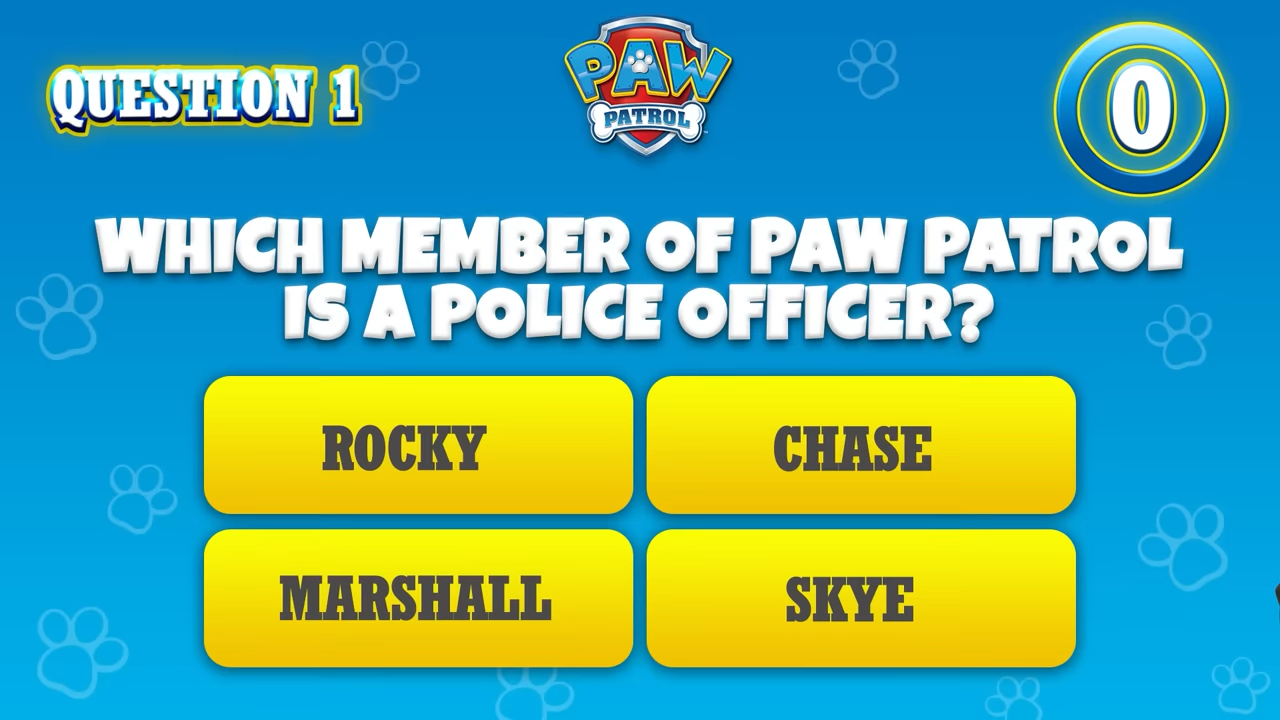 QUESTION 1
PAW
PATROL
0
WHICH MEMBER OF PAW PATROL
IS A POLICE OFFICER?
ROCKY
CHASE
MARSHALL
SKYE